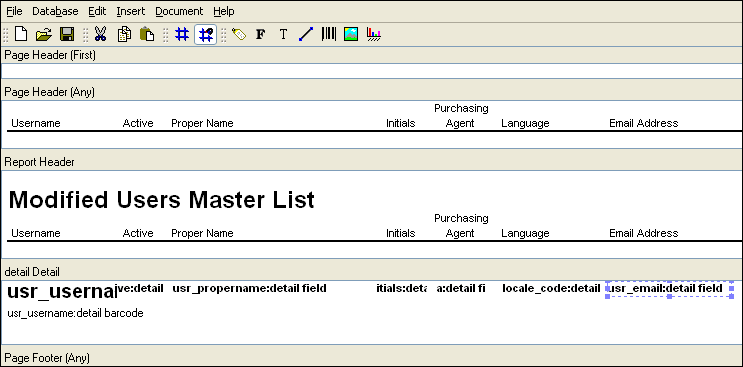 File DataBase Edit Insert Document Help
F T
Page Header (First)
Page Header (Any)
Purchasing
Username Active Proper Name Initials Agent Language Email Address
Report Header
Modified Users Master List
Purchasing
Username Active Proper Name Initials Agent Language Email Address
detail Detail
usr_usernai ve:detail usr_propername:detail field itials:deta a:detail fi locale_code:detail usr_email:detail field
usr_username:detail barcode
Page Footer (Any)